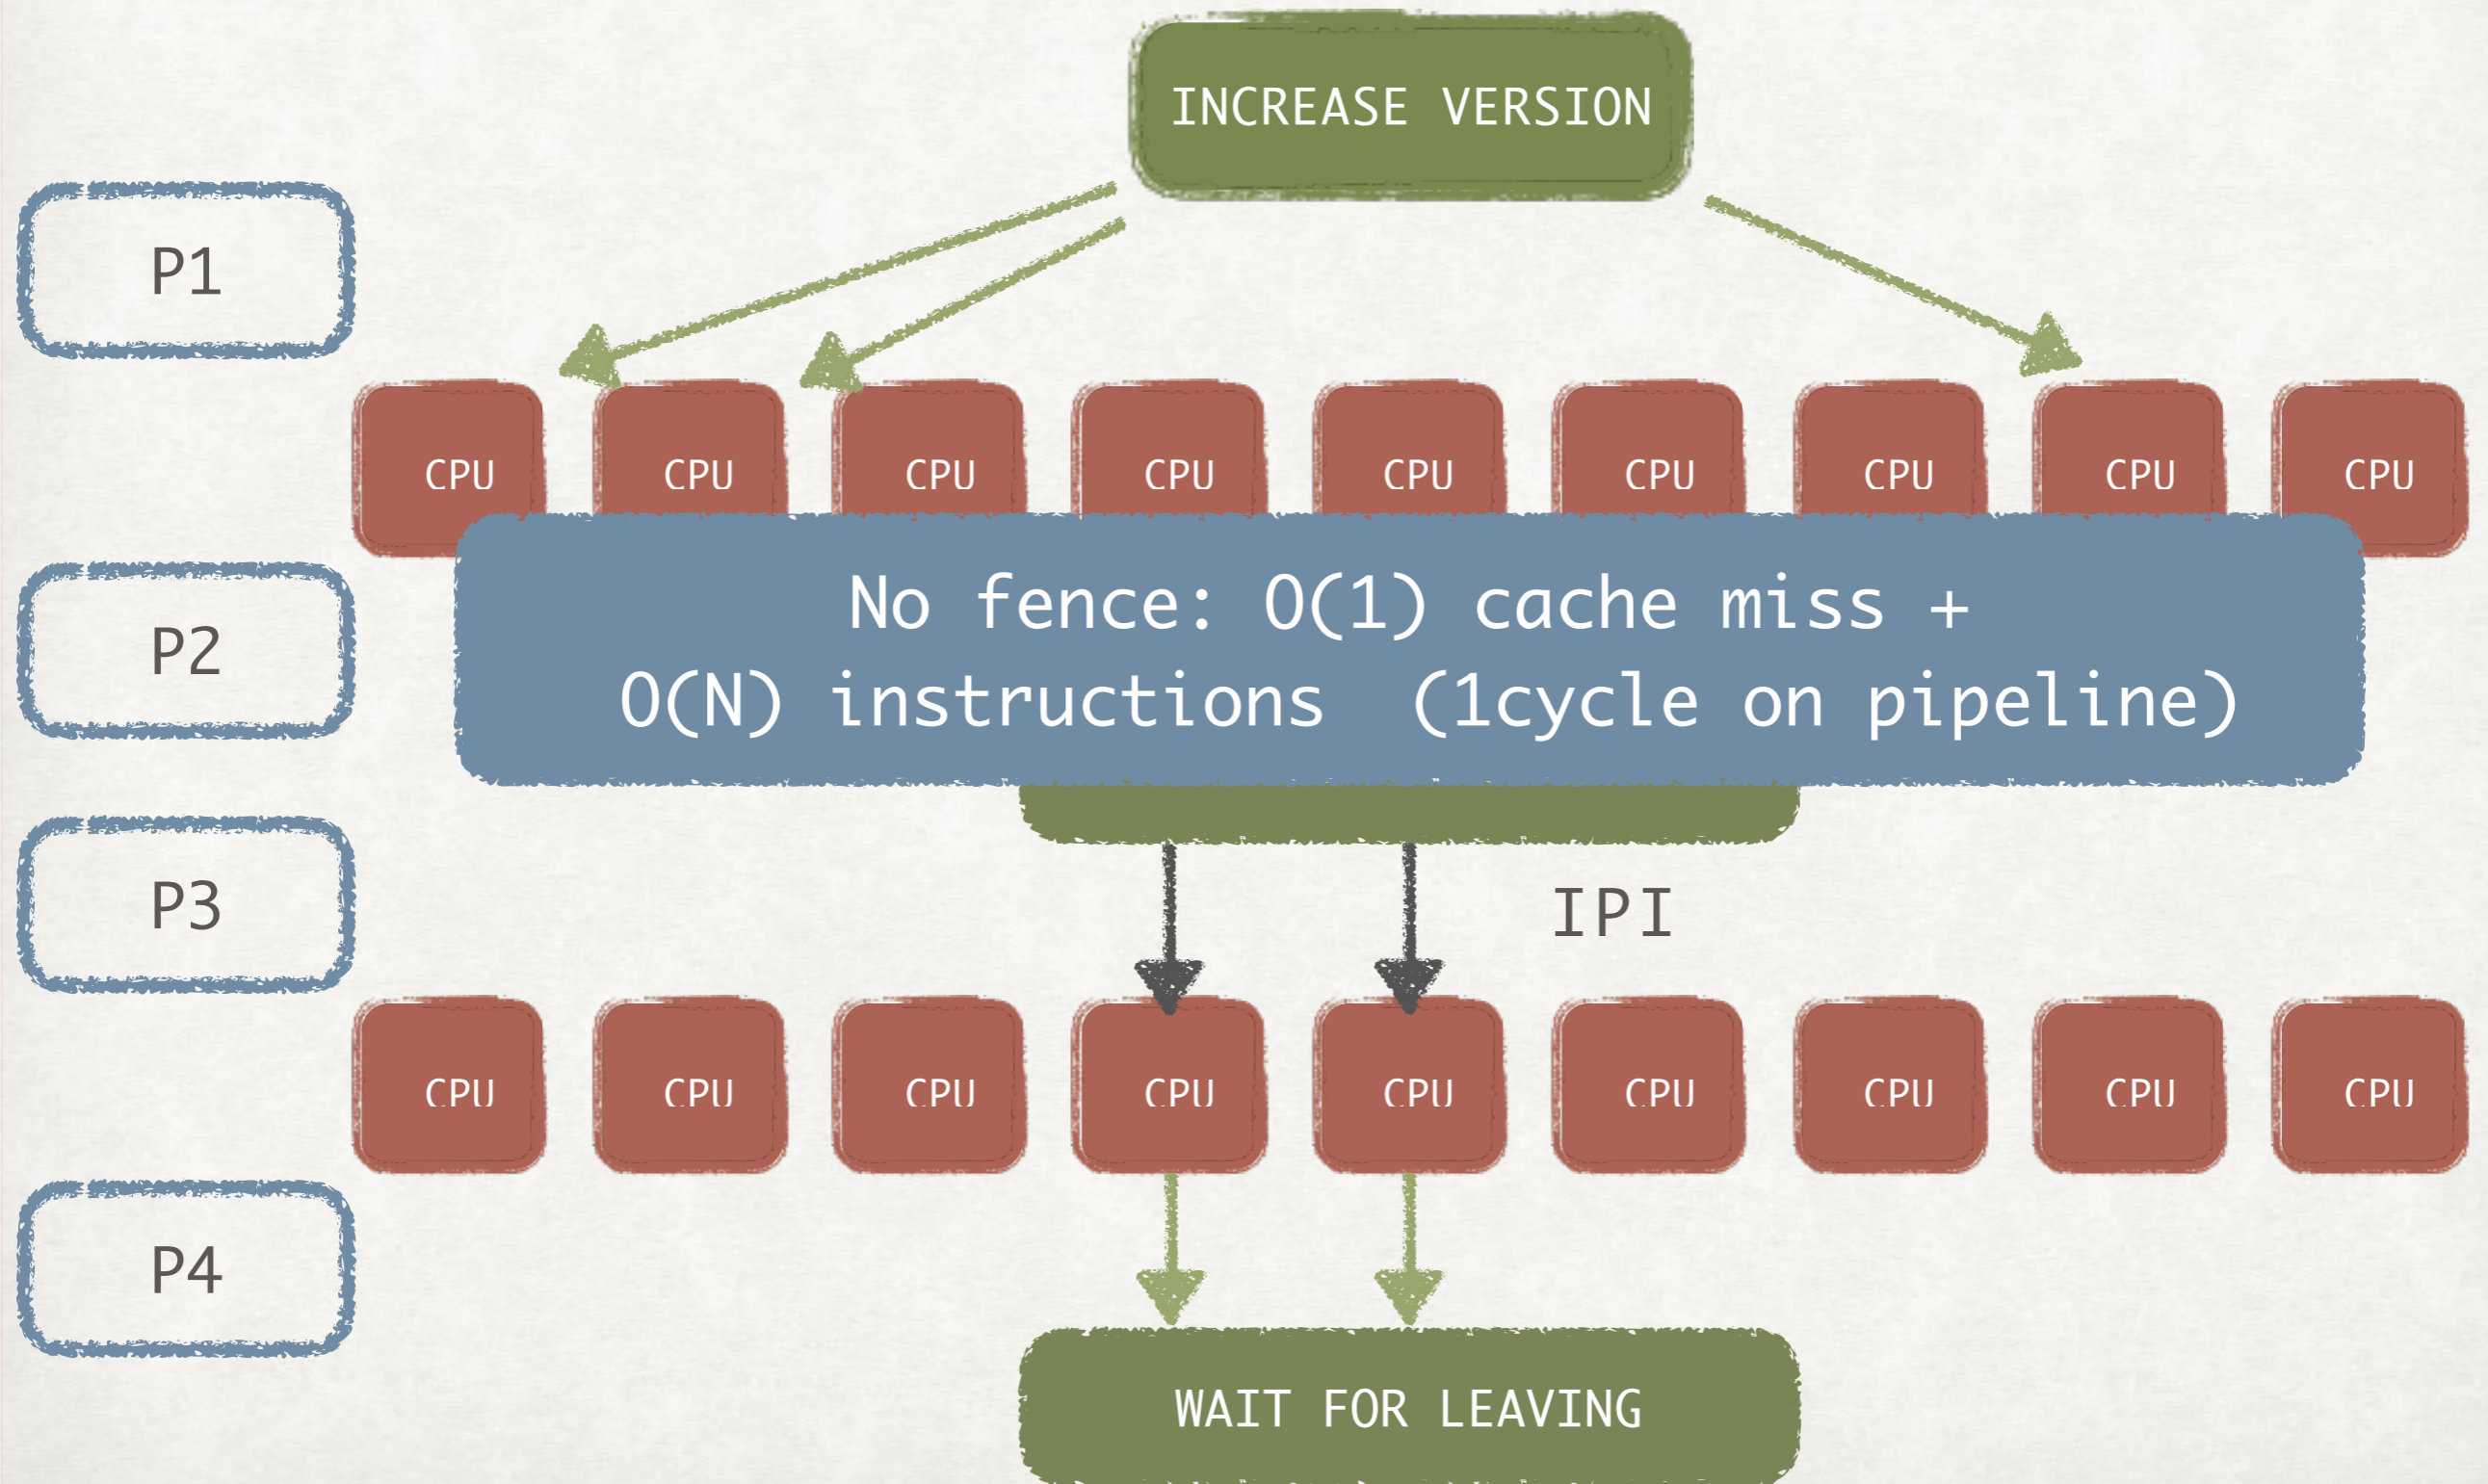 INCREASE VERSION
P1
CPU CPU CPU CPU CPU CPU CPU CPU CPU
P2
No fence: O(1) cache miss +
O(N) instructions (1cycle on pipeline)
P3
IPI
CPU CPU CPU CPU CPU CPU CPU CPU CPU
P4
WAIT FOR LEAVING